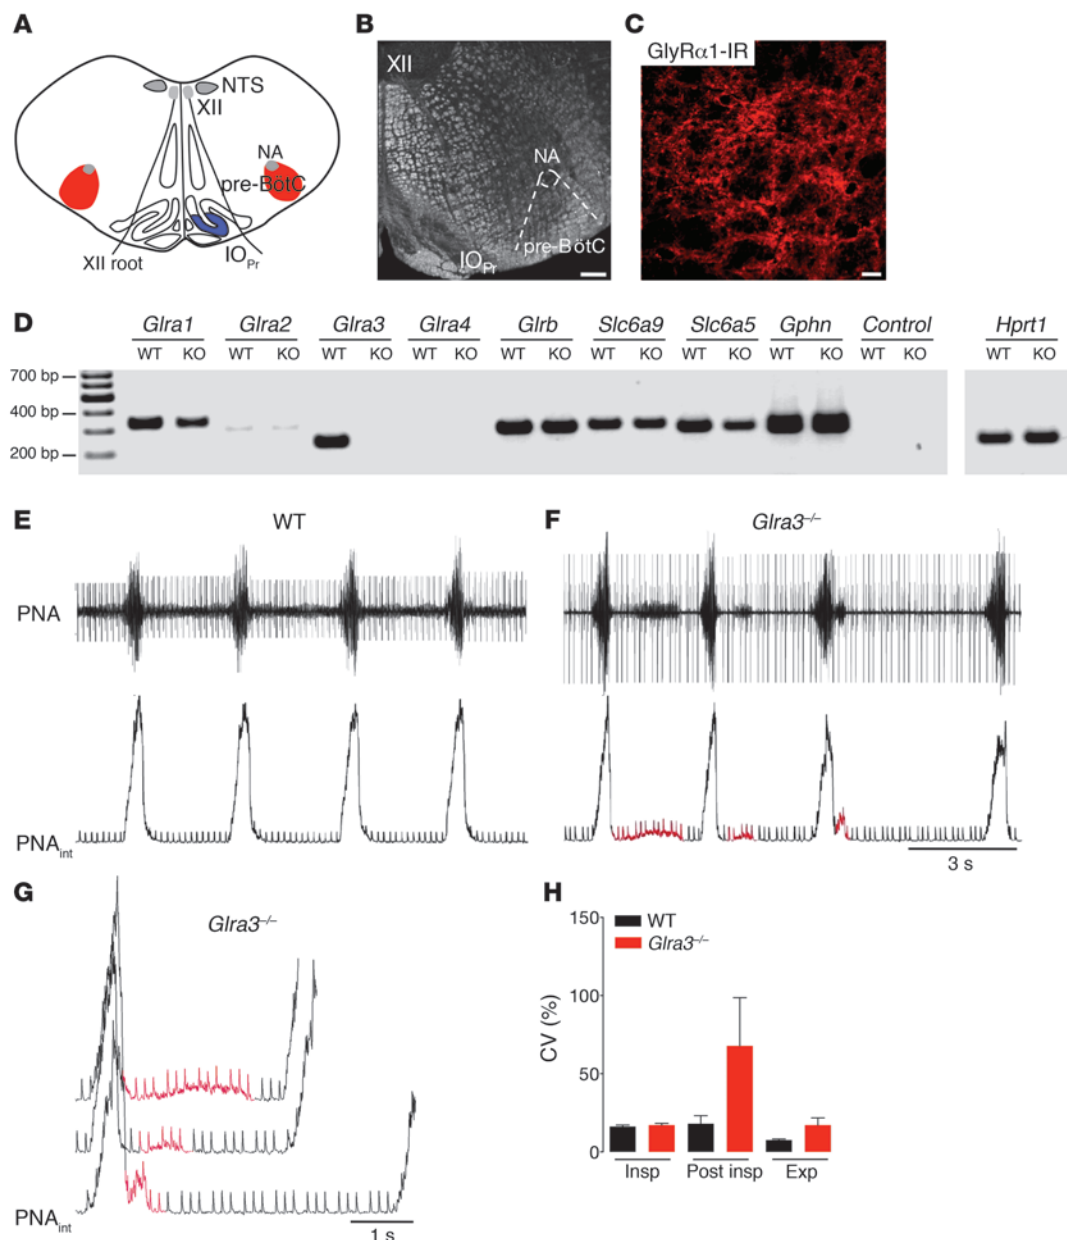 A
NTS
XII
NA
pre-BötC
XII root
IOPr
B
XII
NA
pre-BötC
IOPr
C
GlyRα1-IR
D
Glra1 Glra2 Glra3 Glra4 Glrb Slc6a9 Slc6a5 Gphn Control Hprt1
WT KO WT KO WT KO WT KO WT KO WT KO WT KO WT KO WT KO WT KO
700 bp
400 bp
200 bp
E
WT
PNA
PNAint
F
Glra3–/–
3 s
G
Glra3–/–
PNAint
1 s
H
WT
Glra3–/–
CV (%)
150
100
50
0
Insp Post insp Exp